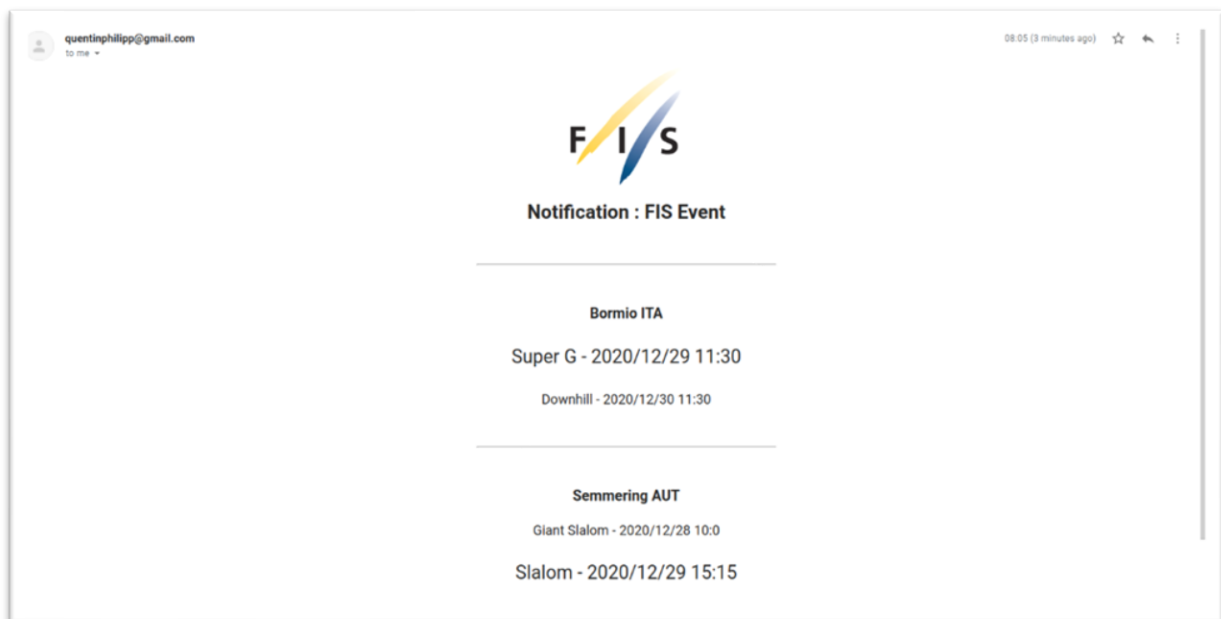 quentinphilipp@gmail.com
08:05 (3 minutes ago)
to me
F I S
Notification : FIS Event
Bormio ITA
Super G - 2020/12/29 11:30
Downhill - 2020/12/30 11:30
Semmering AUT
Giant Slalom - 2020/12/28 10:0
Slalom - 2020/12/29 15:15